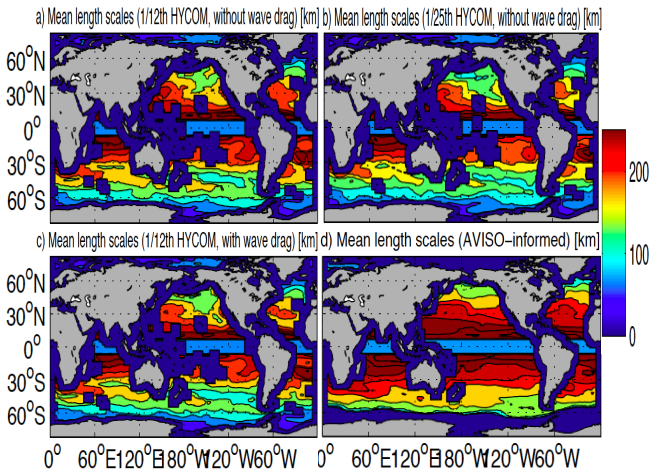 a) Mean length scales (1/12th HYCOM, without wave drag) [km]
b) Mean length scales (1/25th HYCOM, without wave drag) [km]
60°N
30°N
0°
30°S
60°S
200
100
0
c) Mean length scales (1/12th HYCOM, with wave drag) [km]
d) Mean length scales (AVISO−informed) [km]
60°N
30°N
0°
30°S
60°S
0° 60°E 120°E 180°W 120°W 60°W
0 60°E 120°E 180°W 120°W 60°W